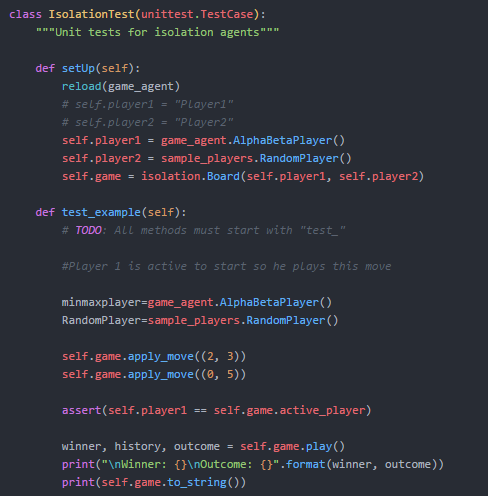 class IsolationTest(unittest.TestCase):
    """Unit tests for isolation agents"""

    def setUp(self):
        reload(game_agent)
        # self.player1 = "Player1"
        # self.player2 = "Player2"
        self.player1 = game_agent.AlphaBetaPlayer()
        self.player2 = sample_players.RandomPlayer()
        self.game = isolation.Board(self.player1, self.player2)

    def test_example(self):
        # TODO: All methods must start with "test_"

        #Player 1 is active to start so he plays this move

        minmaxplayer=game_agent.AlphaBetaPlayer()
        RandomPlayer=sample_players.RandomPlayer()

        self.game.apply_move((2, 3))
        self.game.apply_move((0, 5))

        assert(self.player1 == self.game.active_player)

        winner, history, outcome = self.game.play()
        print("\nWinner: {}\nOutcome: {}".format(winner, outcome))
        print(self.game.to_string())